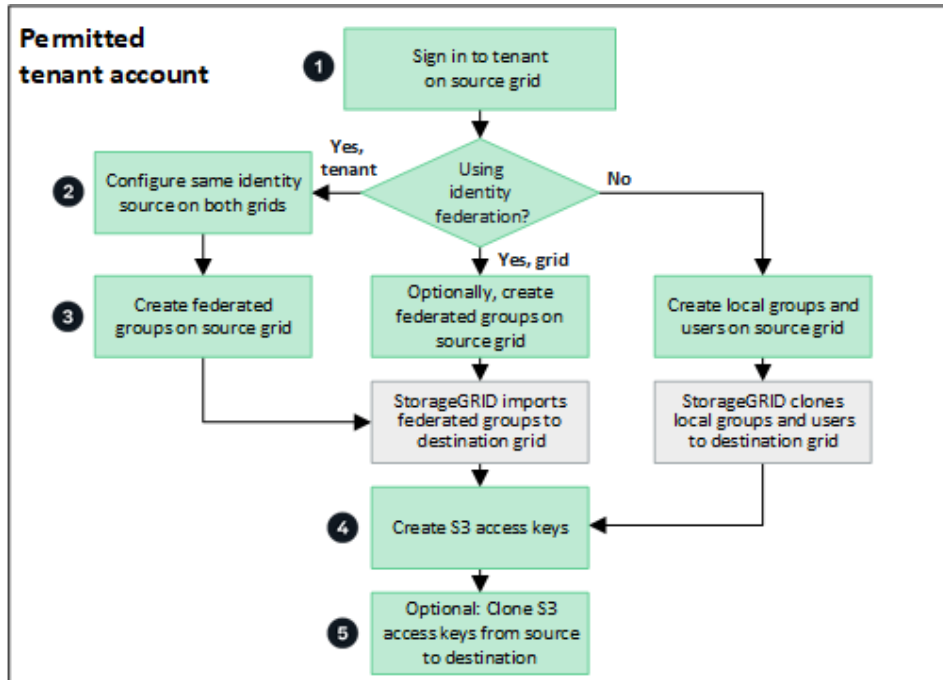 Permitted
tenant account
1
Sign in to tenant
on source grid
Yes,
tenant
Using
identity
federation?
No
2
Configure same identity
source on both grids
Yes, grid
3
Create federated
groups on source grid
Optionally, create
federated groups on
source grid
Create local groups and
users on source grid
StorageGRID imports
federated groups to
destination grid
StorageGRID clones
local groups and users
to destination grid
4
Create S3 access keys
5
Optional: Clone S3
access keys from source
to destination